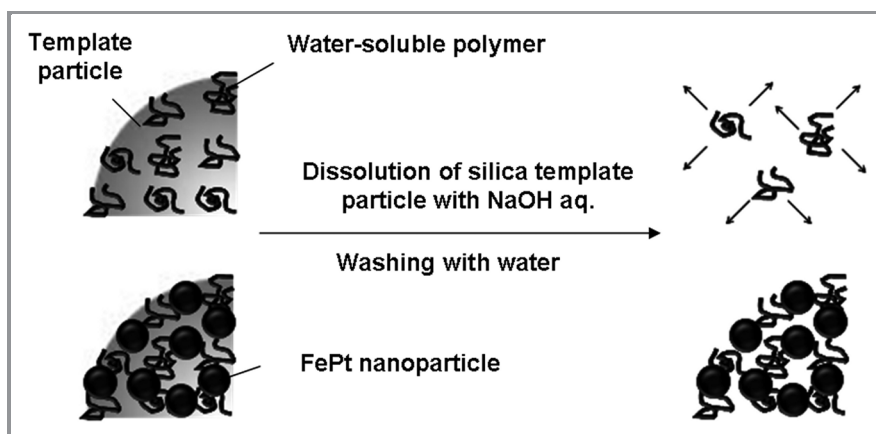 Template
particle
Water-soluble polymer
Dissolution of silica template
particle with NaOH aq.
Washing with water
FePt nanoparticle